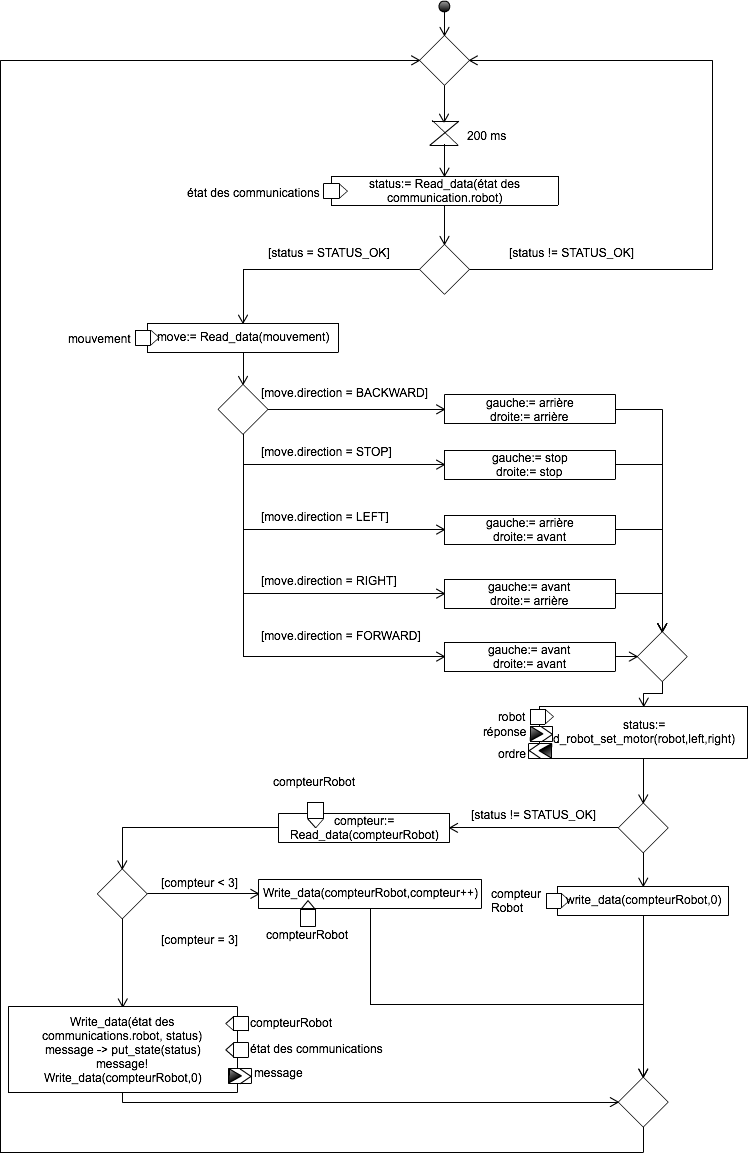 200 ms
status:= Read_data(état des
communication.robot)
état des communications
[status = STATUS_OK]
[status != STATUS_OK]
mouvement
move:= Read_data(mouvement)
[move.direction = BACKWARD]
gauche:= arrière
droite:= arrière
[move.direction = STOP]
gauche:= stop
droite:= stop
[move.direction = LEFT]
gauche:= arrière
droite:= avant
[move.direction = RIGHT]
gauche:= avant
droite:= arrière
[move.direction = FORWARD]
gauche:= avant
droite:= avant
robot
réponse
ordre
status:=
d_robot_set_motor(robot,left,right)
compteurRobot
compteur:=
Read_data(compteurRobot)
[status != STATUS_OK]
[compteur < 3]
Write_data(compteurRobot,compteur++)
compteurRobot
compteur
Robot
write_data(compteurRobot,0)
[compteur = 3]
Write_data(état des
communications.robot, status)
message -> put_state(status)
message!
Write_data(compteurRobot,0)
compteurRobot
état des communications
message